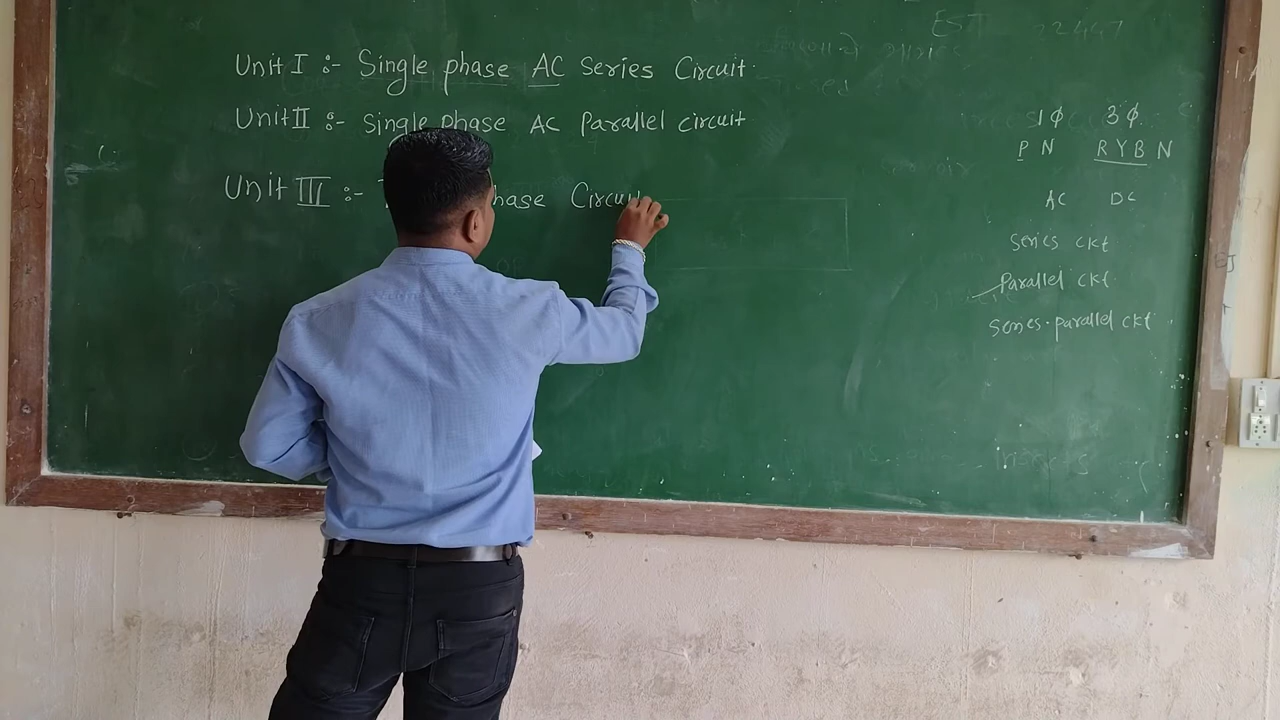 Unit I :- Single phase AC Series Circuit.
Unit II :- Single phase AC Parallel circuit
Unit III :- hase Circuit
1ϕ 3ϕ
P N R Y B N
AC DC
Series ckt
Parallel ckt.
Series-parallel ckt